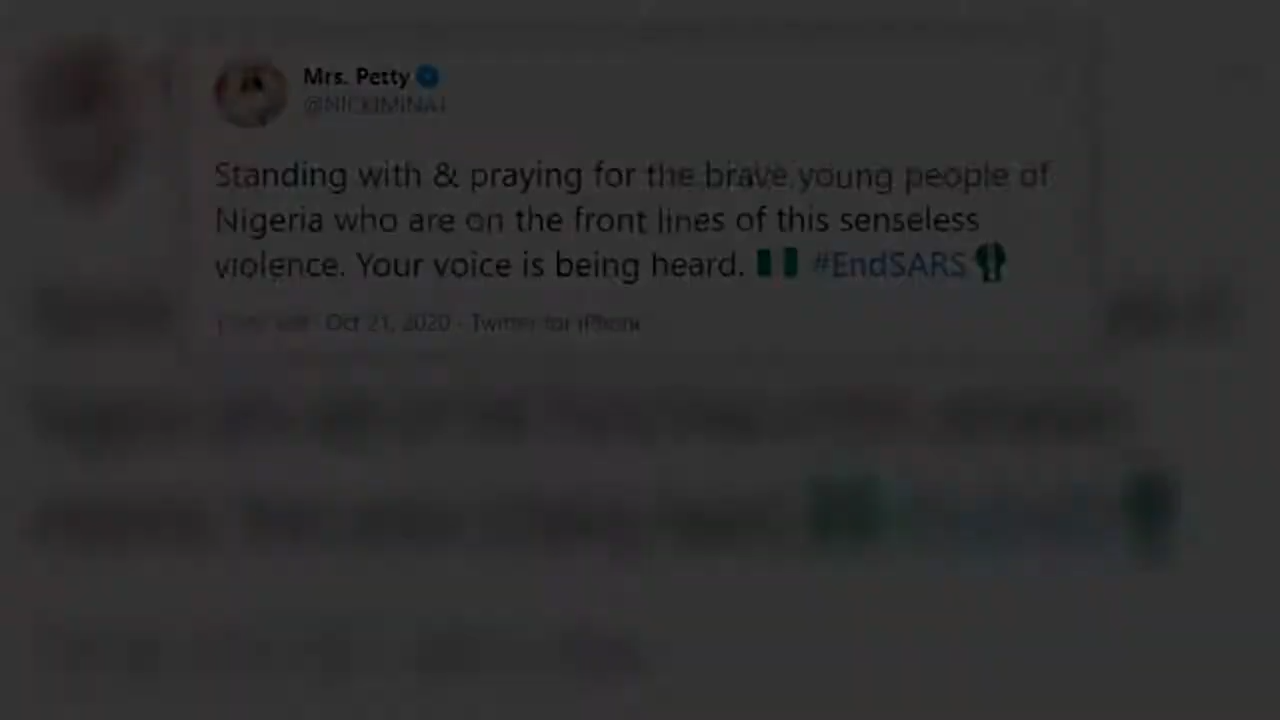 Mrs. Petty
@NICKIMINAJ
Standing with & praying for the brave young people of
Nigeria who are on the front lines of this senseless
violence. Your voice is being heard. 🇳🇬 #EndSARS
Oct 21, 2020 · Twitter for iPhone